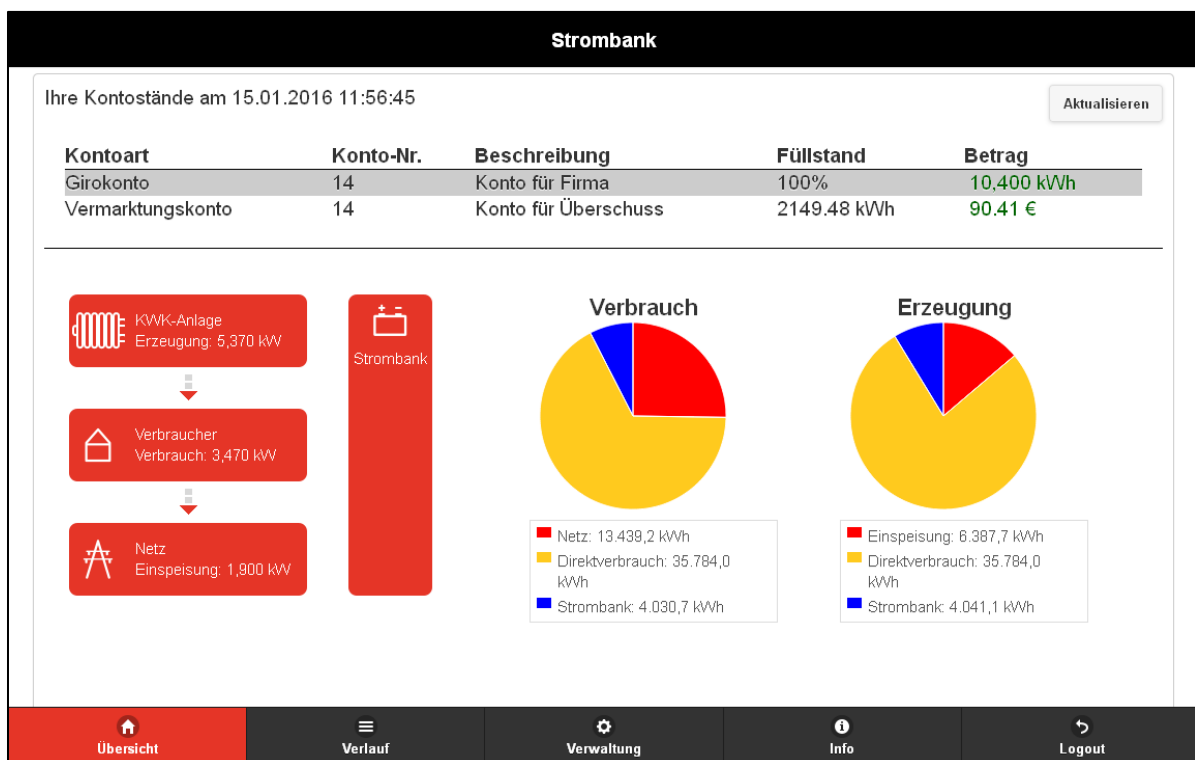 Strombank
Ihre Kontostände am 15.01.2016 11:56:45
Aktualisieren
Kontoart Konto-Nr. Beschreibung Füllstand Betrag
Girokonto 14 Konto für Firma 100% 10,400 kWh
Vermarktungskonto 14 Konto für Überschuss 2149.48 kWh 90.41 €
KWK-Anlage
Erzeugung: 5,370 kW
Verbraucher
Verbrauch: 3,470 kW
Netz
Einspeisung: 1,900 kW
Strombank
Verbrauch
Netz: 13.439,2 kWh
Direktverbrauch: 35.784,0
kWh
Strombank: 4.030,7 kWh
Erzeugung
Einspeisung: 6.387,7 kWh
Direktverbrauch: 35.784,0
kWh
Strombank: 4.041,1 kWh
Übersicht
Verlauf
Verwaltung
Info
Logout